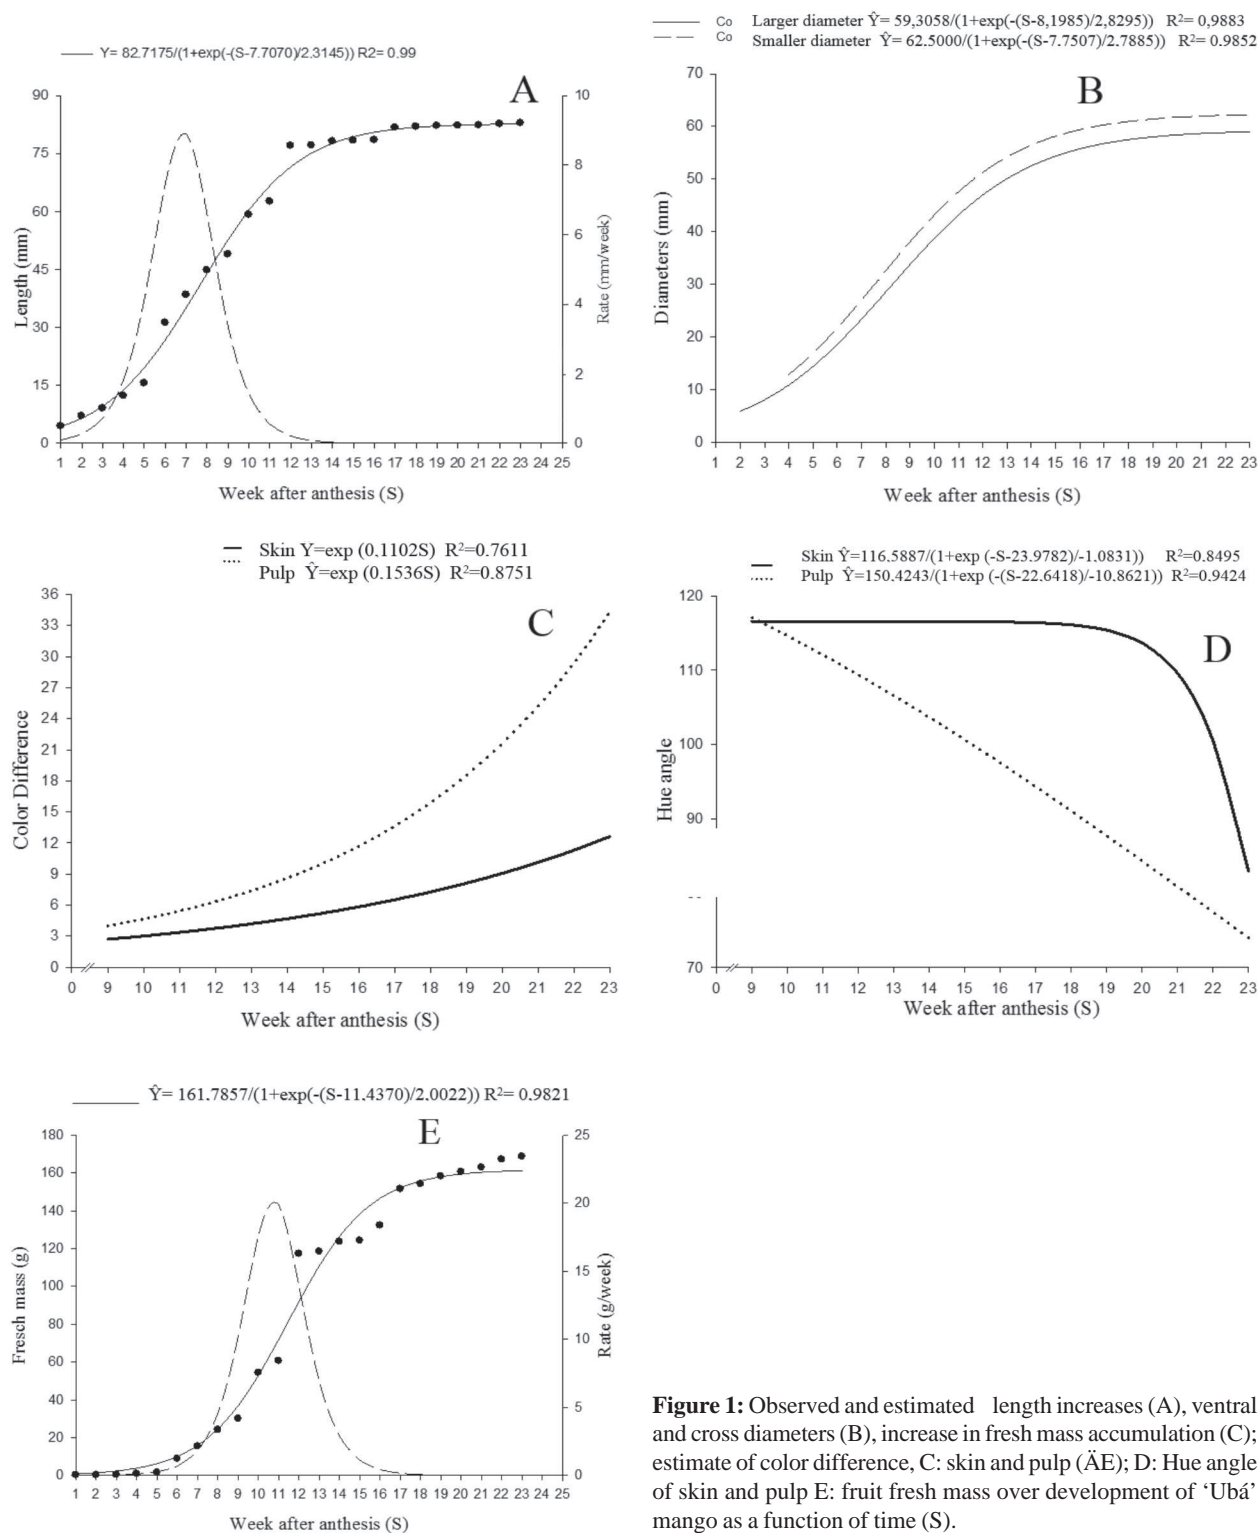 Y= 82.7175/(1+exp(-(S-7.7070)/2.3145)) R2= 0.99
A
90 75 60 45 30 15 0
Length (mm)
10 8 6 4 2 0
Rate (mm/week)
1 2 3 4 5 6 7 8 9 10 11 12 13 14 15 16 17 18 19 20 21 22 23 24 25
Week after anthesis (S)
Co Larger diameter Ŷ= 59,3058/(1+exp(-(S-8,1985)/2,8295)) R²= 0,9883
Co Smaller diameter Ŷ= 62.5000/(1+exp(-(S-7.7507)/2.7885)) R²= 0.9852
B
70 60 50 40 30 20 10 0
Diameters (mm)
1 2 3 4 5 6 7 8 9 10 11 12 13 14 15 16 17 18 19 20 21 22 23
Week after anthesis (S)
Skin Y=exp (0.1102S) R²=0.7611
Pulp Ŷ=exp (0.1536S) R²=0.8751
C
36 33 30 27 24 21 18 15 12 9 6 3 0
Color Difference
0 9 10 11 12 13 14 15 16 17 18 19 20 21 22 23
Week after anthesis (S)
Skin Ŷ=116.5887/(1+exp (-S-23.9782)/-1.0831)) R²=0.8495
Pulp Ŷ=150.4243/(1+exp (-(S-22.6418)/-10.8621)) R²=0.9424
D
120 110 100 90 70
Hue angle
0 9 10 11 12 13 14 15 16 17 18 19 20 21 22 23
Week after anthesis (S)
Ŷ= 161.7857/(1+exp(-(S-11.4370)/2.0022)) R²= 0.9821
E
180 160 140 120 100 80 60 40 20 0
Fresch mass (g)
25 20 15 10 5 0
Rate (g/week)
1 2 3 4 5 6 7 8 9 10 11 12 13 14 15 16 17 18 19 20 21 22 23 24 25
Week after anthesis (S)
Figure 1: Observed and estimated length increases (A), ventral
and cross diameters (B), increase in fresh mass accumulation (C);
estimate of color difference, C: skin and pulp (ÄE); D: Hue angle
of skin and pulp E: fruit fresh mass over development of ‘Ubá’
mango as a function of time (S).